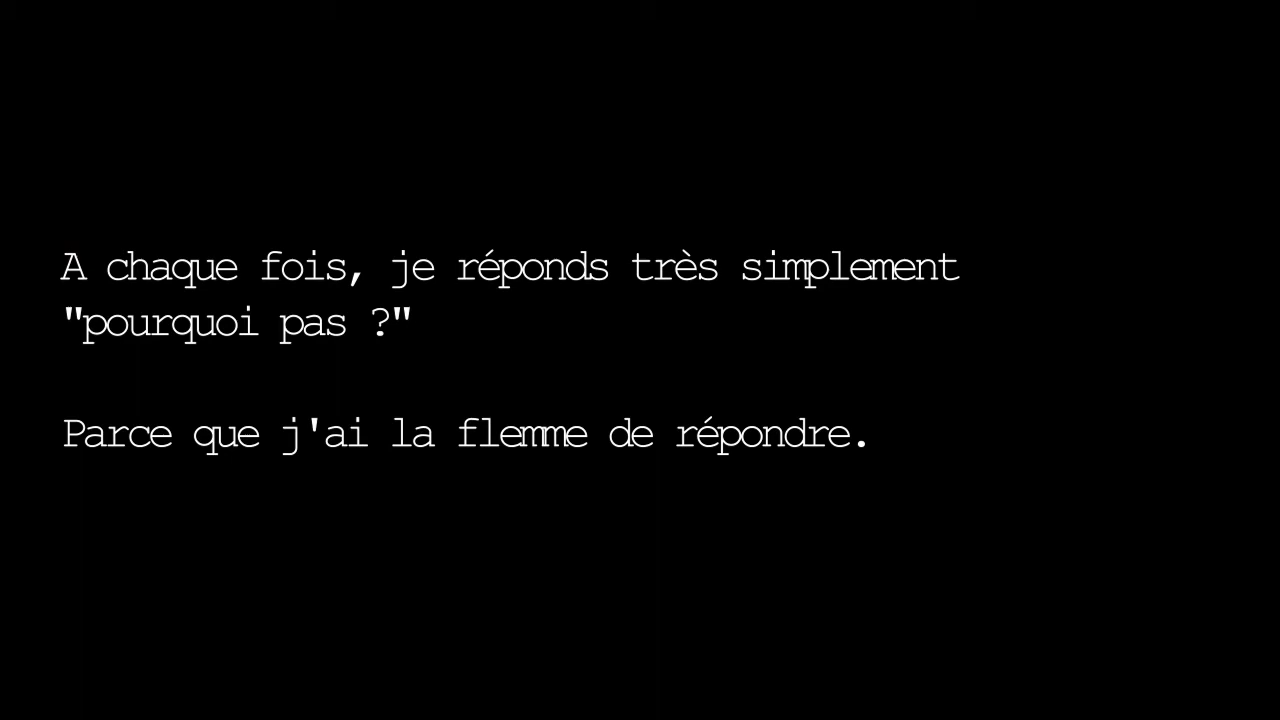 A chaque fois, je réponds très simplement
"pourquoi pas ?"
Parce que j'ai la flemme de répondre.